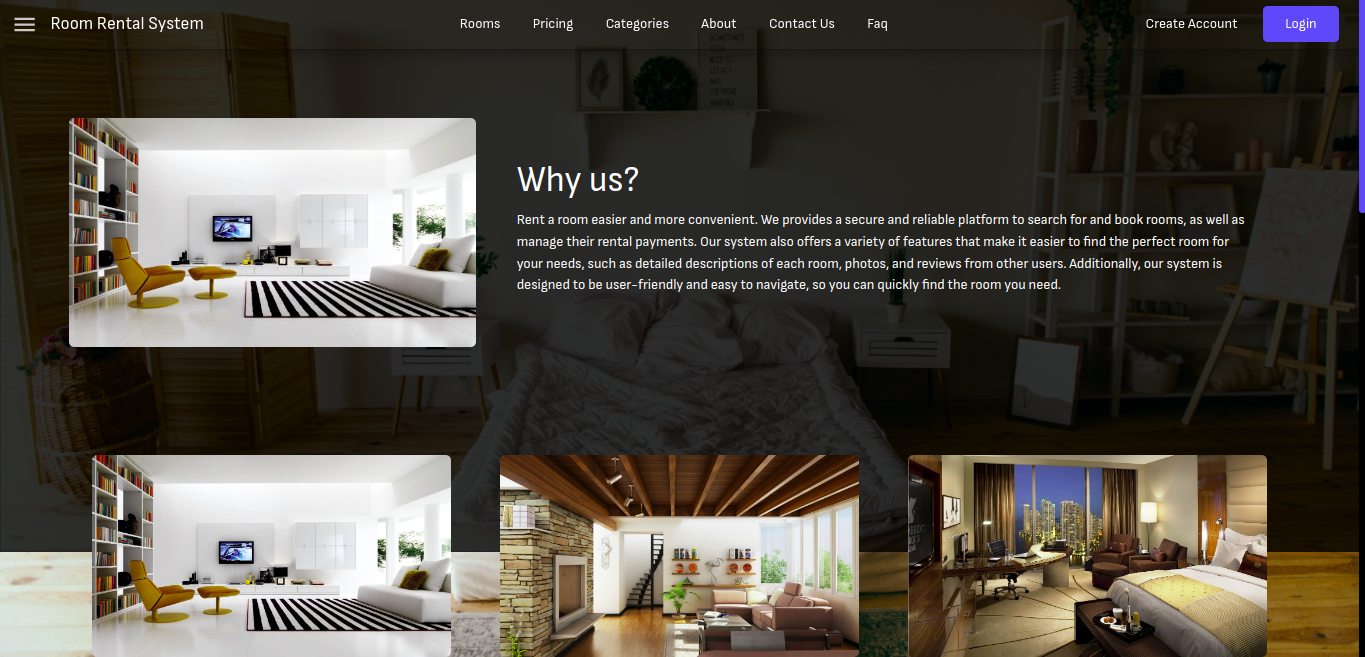 Room Rental System
Rooms
Pricing
Categories
About
Contact Us
Faq
Create Account
Login
Why us?
Rent a room easier and more convenient. We provides a secure and reliable platform to search for and book rooms, as well as
manage their rental payments. Our system also offers a variety of features that make it easier to find the perfect room for
your needs, such as detailed descriptions of each room, photos, and reviews from other users. Additionally, our system is
designed to be user-friendly and easy to navigate, so you can quickly find the room you need.